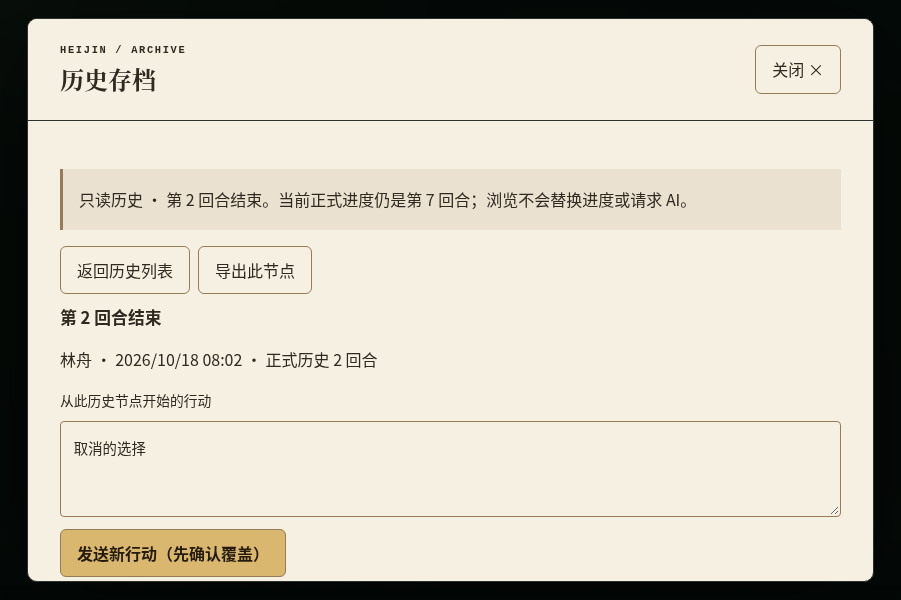 HEIJIN / ARCHIVE
历史存档
关闭 ×
只读历史 · 第 2 回合结束。当前正式进度仍是第 7 回合；浏览不会替换进度或请求 AI。
返回历史列表
导出此节点
第 2 回合结束
林舟 · 2026/10/18 08:02 · 正式历史 2 回合
从此历史节点开始的行动
取消的选择
发送新行动（先确认覆盖）